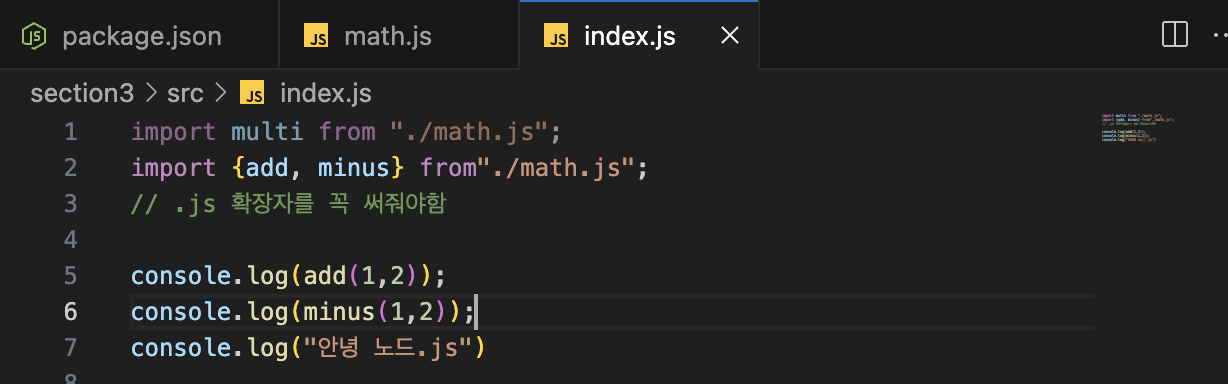 JS package.json JS math.js JS index.js
section3 > src > JS index.js
1 import multi from "./math.js";
2 import {add, minus} from"./math.js";
3 // .js 확장자를 꼭 써줘야함
4
5 console.log(add(1,2));
6 console.log(minus(1,2));
7 console.log("안녕 노드.js")
8